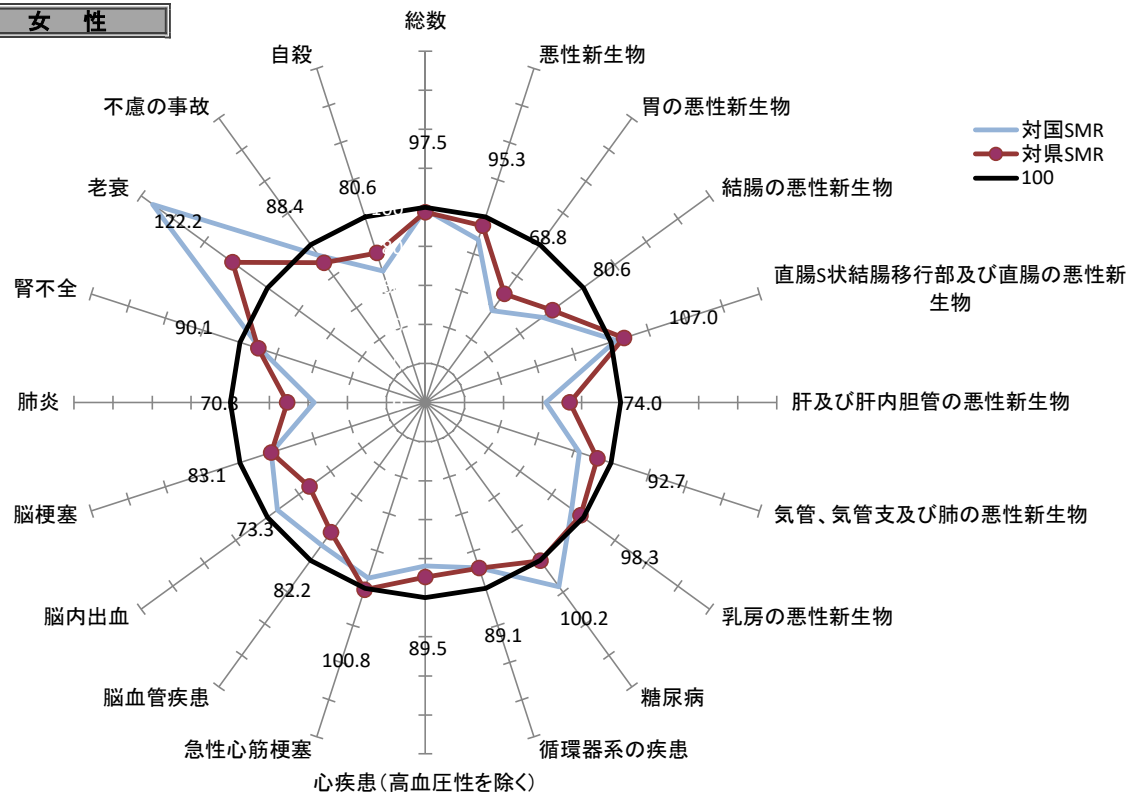 女 性
総数
悪性新生物
胃の悪性新生物
結腸の悪性新生物
直腸S状結腸移行部及び直腸の悪性新
生物
肝及び肝内胆管の悪性新生物
気管、気管支及び肺の悪性新生物
乳房の悪性新生物
糖尿病
循環器系の疾患
心疾患(高血圧性を除く)
急性心筋梗塞
脳血管疾患
脳内出血
脳梗塞
肺炎
腎不全
老衰
不慮の事故
自殺
97.5
95.3
68.8
80.6
107.0
74.0
92.7
98.3
100.2
89.1
89.5
100.8
82.2
73.3
83.1
70.8
90.1
122.2
88.4
80.6
対国SMR
対県SMR
100